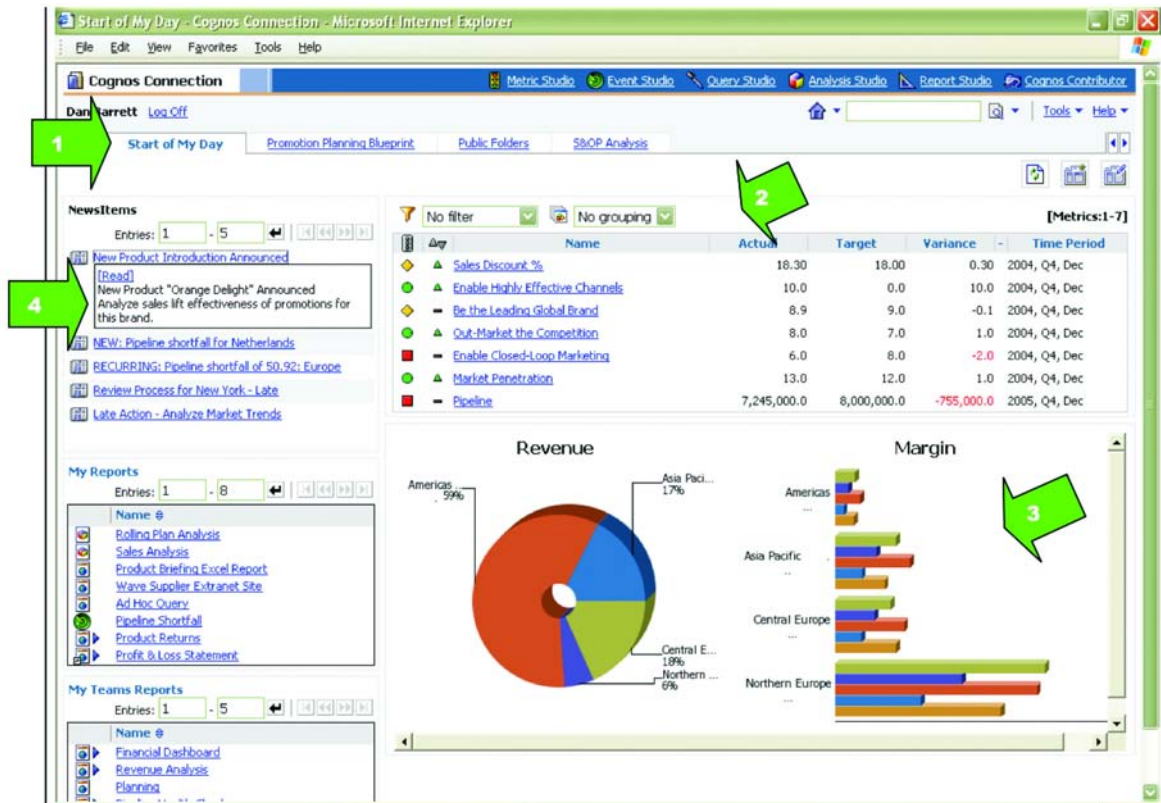 Start of My Day - Cognos Connection - Microsoft Internet Explorer
File Edit View Favorites Tools Help
Cognos Connection
Metric Studio Event Studio Query Studio Analysis Studio Report Studio Cognos Contributor
Dan Barrett Log Off
Tools Help
1
Start of My Day Promotion Planning Blueprint Public Folders S&OP Analysis
2
NewsItems
Entries: 1 - 5
New Product Introduction Announced
[Read]
New Product "Orange Delight" Announced
Analyze sales lift effectiveness of promotions for
this brand.
4
NEW: Pipeline shortfall for Netherlands
RECURRING: Pipeline shortfall of 50.92: Europe
Review Process for New York - Late
Late Action - Analyze Market Trends
No filter No grouping [Metrics:1-7]
Name Actual Target Variance - Time Period
Sales Discount % 18.30 18.00 0.30 2004, Q4, Dec
Enable Highly Effective Channels 10.0 0.0 10.0 2004, Q4, Dec
Be the Leading Global Brand 8.9 9.0 -0.1 2004, Q4, Dec
Out-Market the Competition 8.0 7.0 1.0 2004, Q4, Dec
Enable Closed-Loop Marketing 6.0 8.0 -2.0 2004, Q4, Dec
Market Penetration 13.0 12.0 1.0 2004, Q4, Dec
Pipeline 7,245,000.0 8,000,000.0 -755,000.0 2005, Q4, Dec
My Reports
Entries: 1 - 8
Name
Rolling Plan Analysis
Sales Analysis
Product Briefing Excel Report
Wave Supplier Extranet Site
Ad Hoc Query
Pipeline Shortfall
Product Returns
Profit & Loss Statement
My Teams Reports
Entries: 1 - 5
Name
Financial Dashboard
Revenue Analysis
Planning
Revenue
Americas ...
59%
Asia Paci...
17%
Central E...
18%
Northern ...
6%
Margin
3
Americas
...
Asia Pacific
..
Central Europe
...
Northern Europe
...